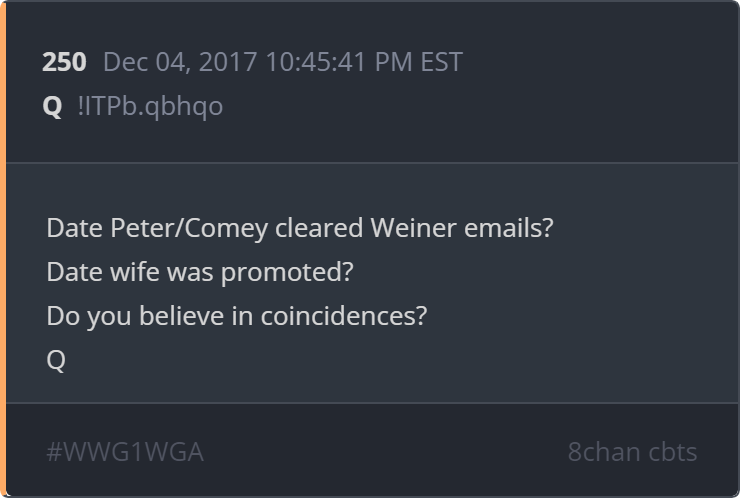 250 Dec 04, 2017 10:45:41 PM EST
Q !ITPb.qbhqo
Date Peter/Comey cleared Weiner emails?
Date wife was promoted?
Do you believe in coincidences?
Q
#WWG1WGA 8chan cbts